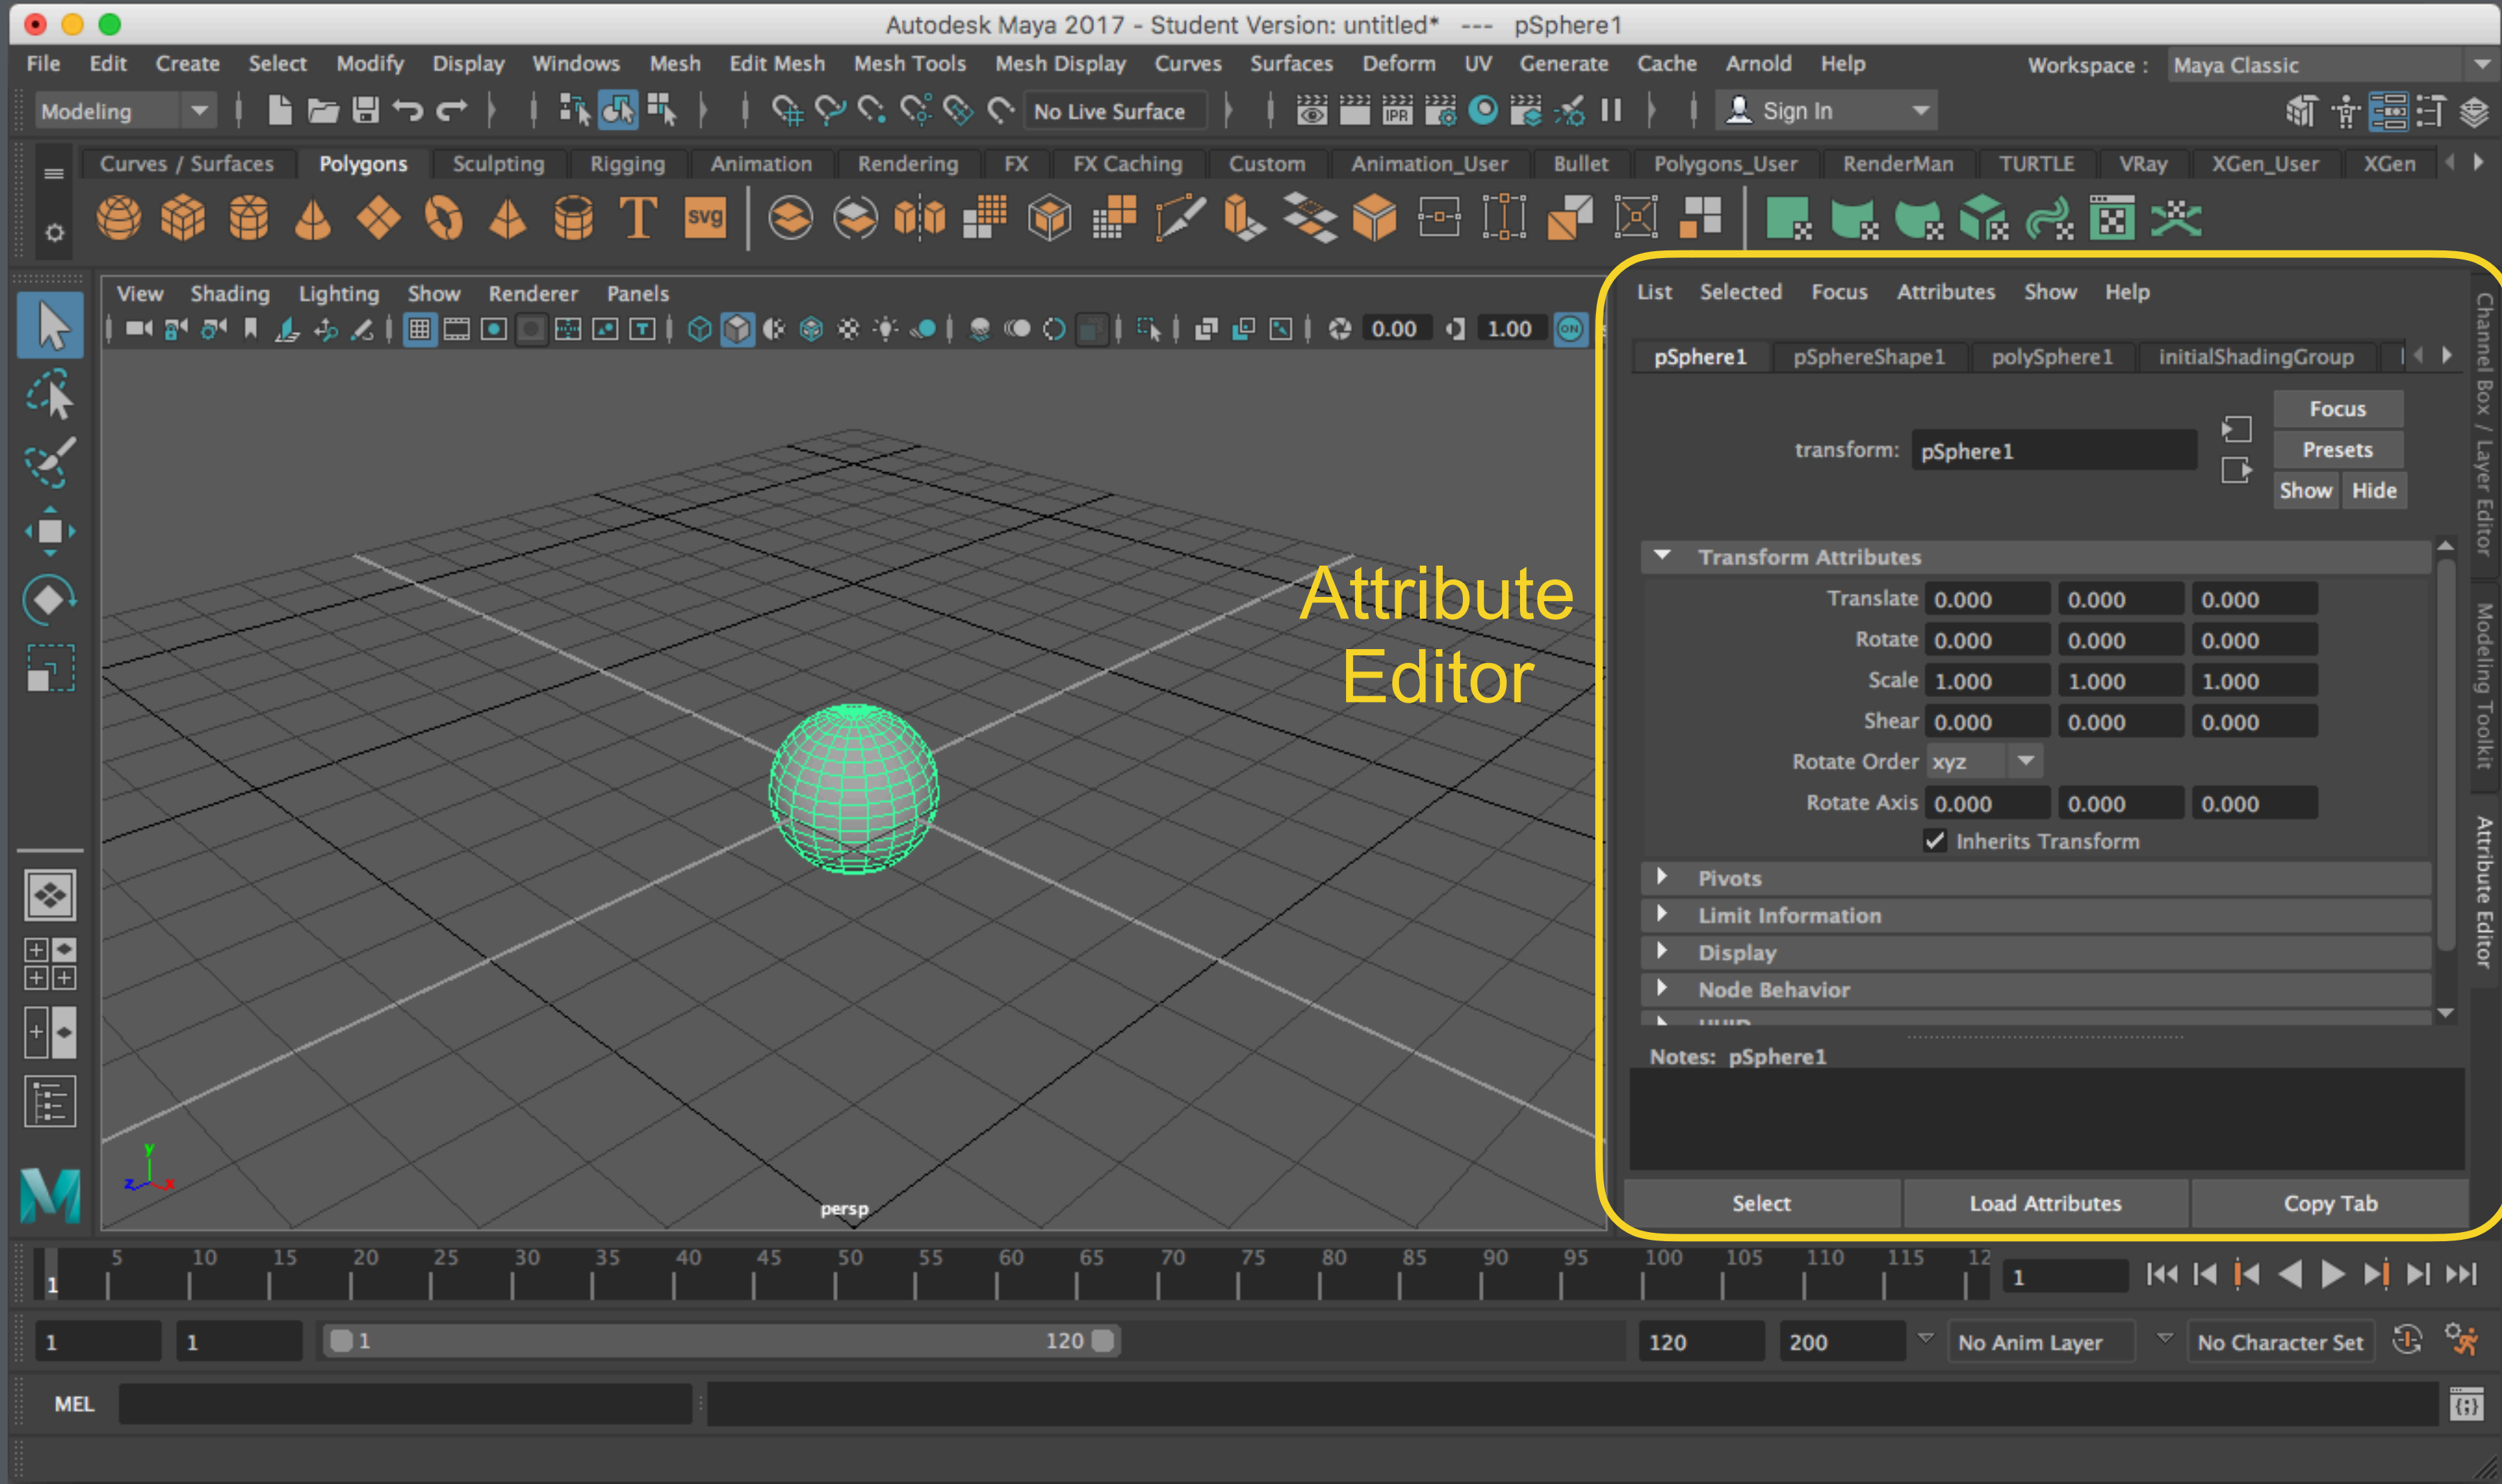 Autodesk Maya 2017 - Student Version: untitled* --- pSphere1
File Edit Create Select Modify Display Windows Mesh Edit Mesh Mesh Tools Mesh Display Curves Surfaces Deform UV Generate Cache Arnold Help Workspace : Maya Classic
Modeling No Live Surface IPR Sign In
Curves / Surfaces Polygons Sculpting Rigging Animation Rendering FX FX Caching Custom Animation_User Bullet Polygons_User RenderMan TURTLE VRay XGen_User XGen
T svg
View Shading Lighting Show Renderer Panels
0.00 1.00 ON
List Selected Focus Attributes Show Help
pSphere1 pSphereShape1 polySphere1 initialShadingGroup
Focus
transform: pSphere1 Presets
Show Hide
Transform Attributes
Translate 0.000 0.000 0.000
Rotate 0.000 0.000 0.000
Scale 1.000 1.000 1.000
Shear 0.000 0.000 0.000
Rotate Order xyz
Rotate Axis 0.000 0.000 0.000
Inherits Transform
Pivots
Limit Information
Display
Node Behavior
Notes: pSphere1
Select Load Attributes Copy Tab
Channel Box / Layer Editor
Modeling Toolkit
Attribute Editor
Attribute
Editor
y
z x
persp
M
5 10 15 20 25 30 35 40 45 50 55 60 65 70 75 80 85 90 95 100 105 110 115 12
1 1
1 1 1 120 120 200 No Anim Layer No Character Set
MEL {;}